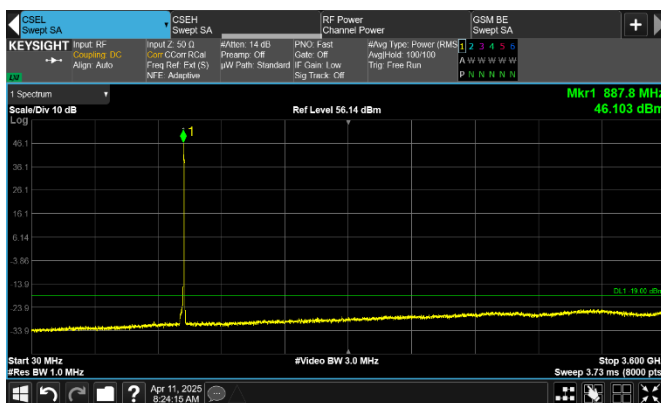 CSEL
Swept SA
CSEH
Swept SA
RF Power
Channel Power
GSM BE
Swept SA
KEYSIGHT
Input: RF
Coupling: DC
Align: Auto
Input Z: 50 Ω
Corr CCorr RCal
Freq Ref: Ext (S)
NFE: Adaptive
#Atten: 14 dB
Preamp: Off
µW Path: Standard
PNO: Fast
Gate: Off
IF Gain: Low
Sig Track: Off
#Avg Type: Power (RMS
Avg|Hold: 100/100
Trig: Free Run
1 2 3 4 5 6
A W W W W W
P N N N N N
1 Spectrum
Scale/Div 10 dB
Log
Ref Level 56.14 dBm
Mkr1 887.8 MHz
46.103 dBm
1
46.1
36.1
26.1
16.1
6.14
-3.86
-13.9
-23.9
-33.9
DL1 -19.00 dBm
Start 30 MHz
#Res BW 1.0 MHz
#Video BW 3.0 MHz
Stop 3.600 GH
Sweep 3.73 ms (8000 pts
?
Apr 11, 2025
8:24:15 AM